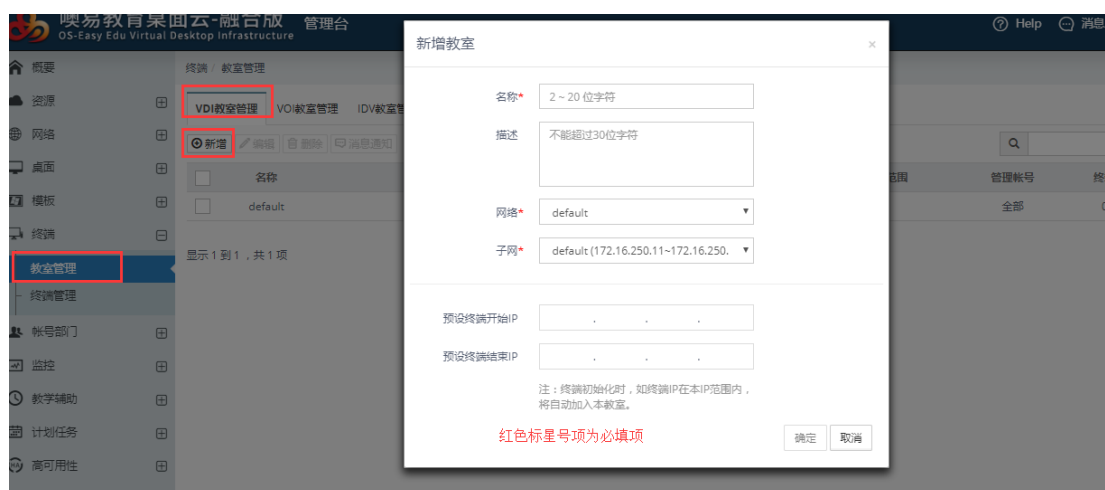 噢易教育桌面云-融合版 管理台
OS-Easy Edu Virtual Desktop Infrastructure
Help 消息
概要
资源
网络
桌面
模板
终端
教室管理
终端管理
帐号部门
监控
教学辅助
计划任务
高可用性
终端 / 教室管理
VDI教室管理 VOI教室管理 IDV教室管
新增 编辑 删除 消息通知
名称 范围 管理帐号 终
default 全部
显示 1 到 1 , 共 1 项
新增教室 ×
名称* 2 ~ 20 位字符
描述 不能超过30位字符
网络* default
子网* default (172.16.250.11~172.16.250.
预设终端开始IP . . .
预设终端结束IP . . .
注：终端初始化时，如终端IP在本IP范围内，
将自动加入本教室。
红色标星号项为必填项
确定 取消